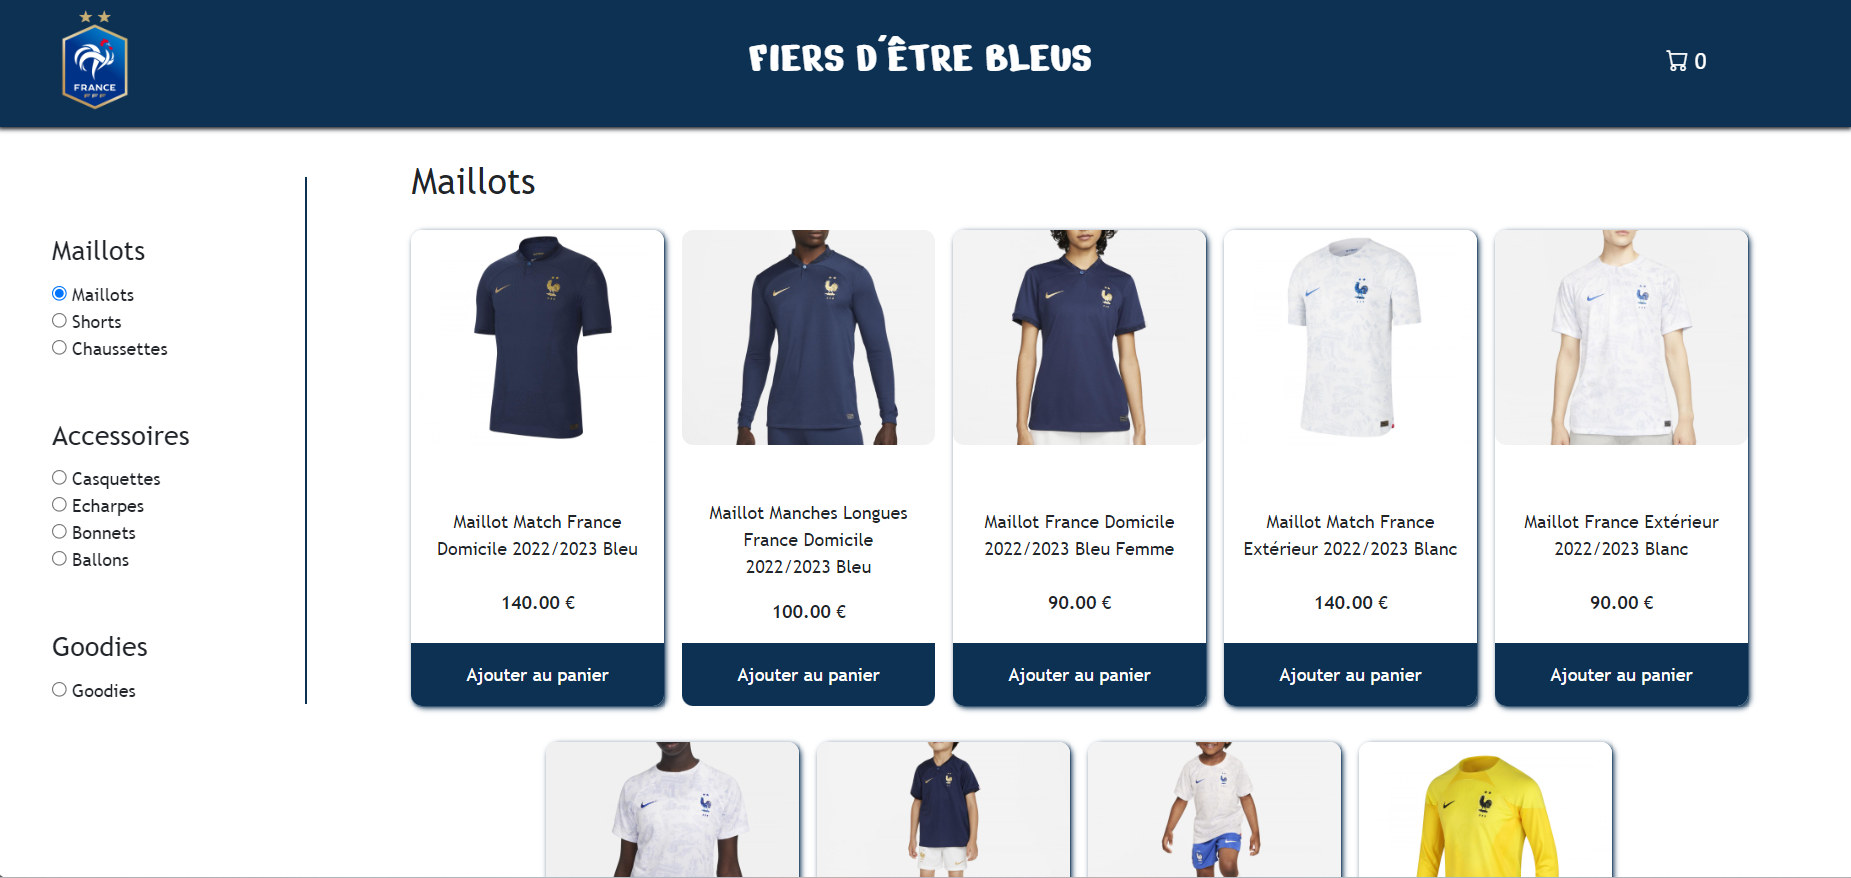 FRANCE
FIERS D'ÊTRE BLEUS
0
Maillots
Maillots
Shorts
Chaussettes
Accessoires
Casquettes
Echarpes
Bonnets
Ballons
Goodies
Goodies
Maillots
Maillot Match France
Domicile 2022/2023 Bleu
140.00 €
Ajouter au panier
Maillot Manches Longues
France Domicile
2022/2023 Bleu
100.00 €
Ajouter au panier
Maillot France Domicile
2022/2023 Bleu Femme
90.00 €
Ajouter au panier
Maillot Match France
Extérieur 2022/2023 Blanc
140.00 €
Ajouter au panier
Maillot France Extérieur
2022/2023 Blanc
90.00 €
Ajouter au panier